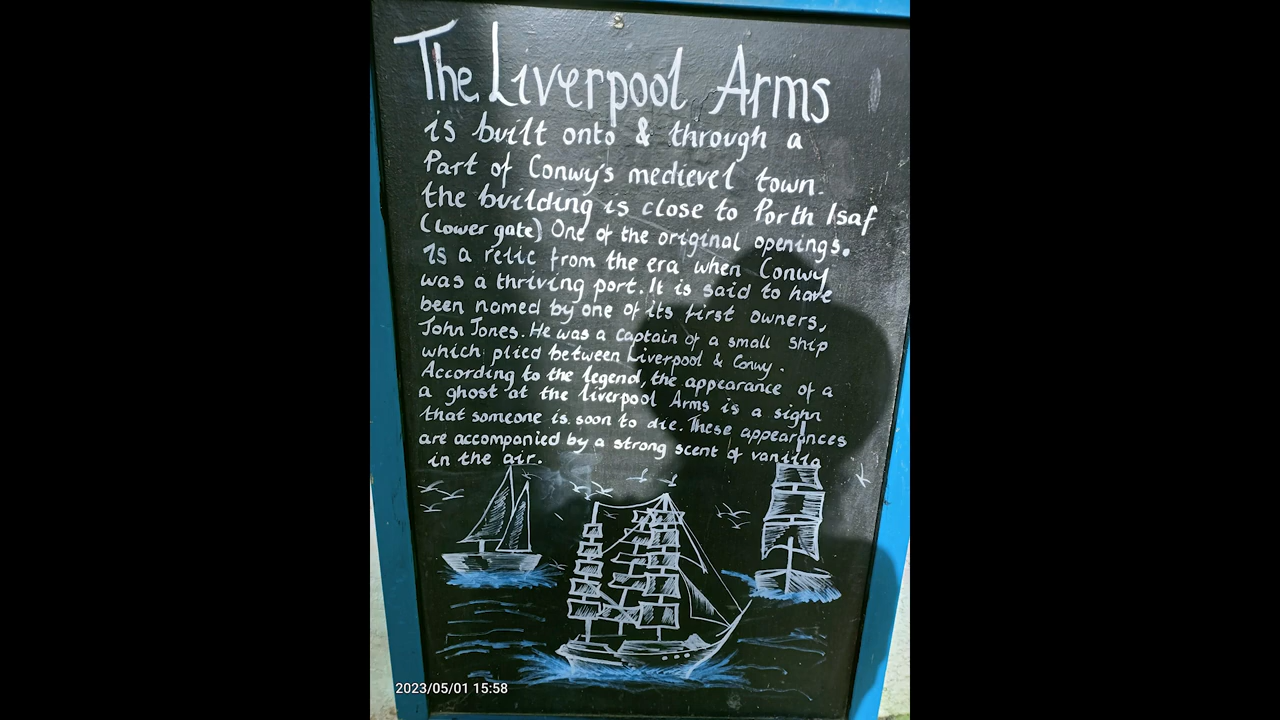 The Liverpool Arms
is built onto & through a
Part of Conwy's medievel town.
the building is close to Porth Isaf
(lower gate) One of the original openings.
Is a relic from the era when Conwy
was a thriving port. It is said to have
been named by one of its first owners,
John Jones. He was a captain of a small ship
which plied between Liverpool & Conwy.
According to the legend, the appearance of a
a ghost at the liverpool Arms is a sighn
that someone is soon to die. These appearances
are accompanied by a strong scent of vanilla
in the air.
2023/05/01 15:58